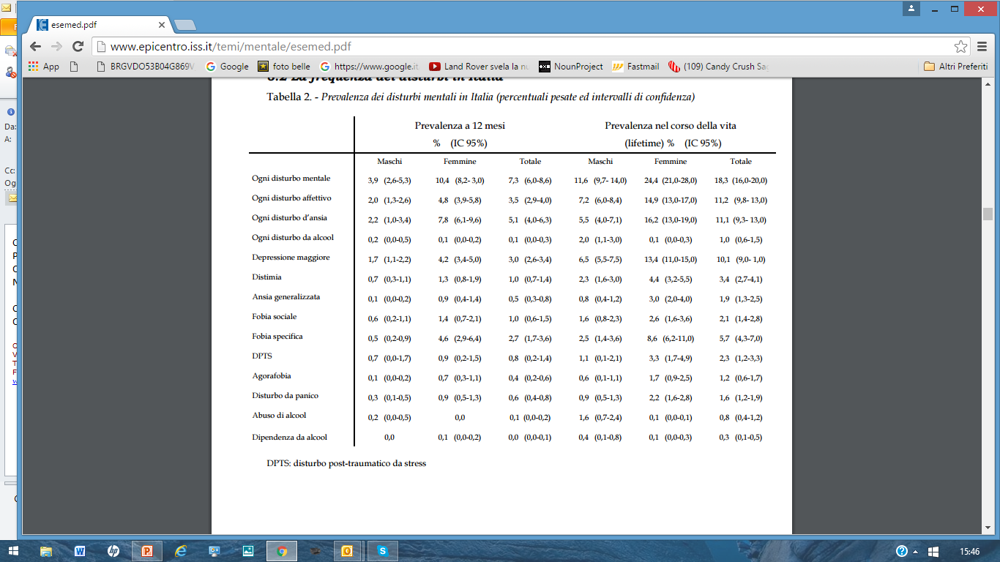 esemed.pdf
www.epicentro.iss.it/temi/mentale/esemed.pdf
App BRGVDO53B04G869V Google foto belle https://www.google.it Land Rover svela la nu NounProject Fastmail (109) Candy Crush Sag Altri Preferiti
Da:
A:
Cc:
Og
3.2 La frequenza dei disturbi in Italia
Tabella 2. - Prevalenza dei disturbi mentali in Italia (percentuali pesate ed intervalli di confidenza)
Prevalenza a 12 mesi Prevalenza nel corso della vita
% (IC 95%) (lifetime) % (IC 95%)
Maschi Femmine Totale Maschi Femmine Totale
Ogni disturbo mentale 3,9 (2,6-5,3) 10,4 (8,2- 3,0) 7,3 (6,0-8,6) 11,6 (9,7- 14,0) 24,4 (21,0-28,0) 18,3 (16,0-20,0)
Ogni disturbo affettivo 2,0 (1,3-2,6) 4,8 (3,9-5,8) 3,5 (2,9-4,0) 7,2 (6,0-8,4) 14,9 (13,0-17,0) 11,2 (9,8- 13,0)
Ogni disturbo d'ansia 2,2 (1,0-3,4) 7,8 (6,1-9,6) 5,1 (4,0-6,3) 5,5 (4,0-7,1) 16,2 (13,0-19,0) 11,1 (9,3- 13,0)
Ogni disturbo da alcool 0,2 (0,0-0,5) 0,1 (0,0-0,2) 0,1 (0,0-0,3) 2,0 (1,1-3,0) 0,1 (0,0-0,3) 1,0 (0,6-1,5)
Depressione maggiore 1,7 (1,1-2,2) 4,2 (3,4-5,0) 3,0 (2,6-3,4) 6,5 (5,5-7,5) 13,4 (11,0-15,0) 10,1 (9,0- 1,0)
Distimia 0,7 (0,3-1,1) 1,3 (0,8-1,9) 1,0 (0,7-1,4) 2,3 (1,6-3,0) 4,4 (3,2-5,5) 3,4 (2,7-4,1)
Ansia generalizzata 0,1 (0,0-0,2) 0,9 (0,4-1,4) 0,5 (0,3-0,8) 0,8 (0,4-1,2) 3,0 (2,0-4,0) 1,9 (1,3-2,5)
Fobia sociale 0,6 (0,2-1,1) 1,4 (0,7-2,1) 1,0 (0,6-1,5) 1,6 (0,8-2,3) 2,6 (1,6-3,6) 2,1 (1,4-2,8)
Fobia specifica 0,5 (0,2-0,9) 4,6 (2,9-6,4) 2,7 (1,7-3,6) 2,5 (1,4-3,6) 8,6 (6,2-11,0) 5,7 (4,3-7,0)
DPTS 0,7 (0,0-1,7) 0,9 (0,2-1,5) 0,8 (0,2-1,4) 1,1 (0,1-2,1) 3,3 (1,7-4,9) 2,3 (1,2-3,3)
Agorafobia 0,1 (0,0-0,2) 0,7 (0,3-1,1) 0,4 (0,2-0,6) 0,6 (0,1-1,1) 1,7 (0,9-2,5) 1,2 (0,6-1,7)
Disturbo da panico 0,3 (0,1-0,5) 0,9 (0,5-1,3) 0,6 (0,4-0,8) 0,9 (0,5-1,3) 2,2 (1,6-2,8) 1,6 (1,2-1,9)
Abuso di alcool 0,2 (0,0-0,5) 0,0 0,1 (0,0-0,2) 1,6 (0,7-2,4) 0,1 (0,0-0,1) 0,8 (0,4-1,2)
Dipendenza da alcool 0,0 0,1 (0,0-0,2) 0,0 (0,0-0,1) 0,4 (0,1-0,8) 0,1 (0,0-0,3) 0,3 (0,1-0,5)
DPTS: disturbo post-traumatico da stress
15:46